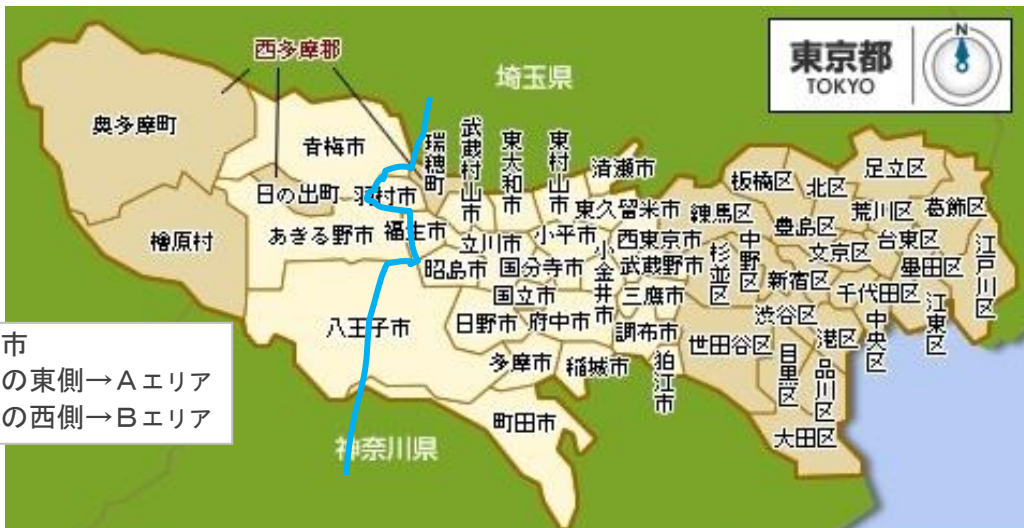 東京都
TOKYO
N
西多摩郡
埼玉県
奥多摩町
青梅市
瑞穂町
武蔵村山市
東大和市
東村山市
清瀬市
日の出町
羽村市
東久留米市
板橋区
北区
足立区
檜原村
あきる野市
福生市
立川市
小平市
西東京市
練馬区
豊島区
荒川区
葛飾区
昭島市
国分寺市
小金井市
武蔵野市
杉並区
中野区
新宿区
文京区
台東区
墨田区
江戸川区
八王子市
国立市
三鷹市
渋谷区
千代田区
江東区
日野市
府中市
調布市
世田谷区
目黒区
港区
中央区
多摩市
稲城市
狛江市
品川区
町田市
大田区
神奈川県
市
の東側→Aエリア
の西側→Bエリア